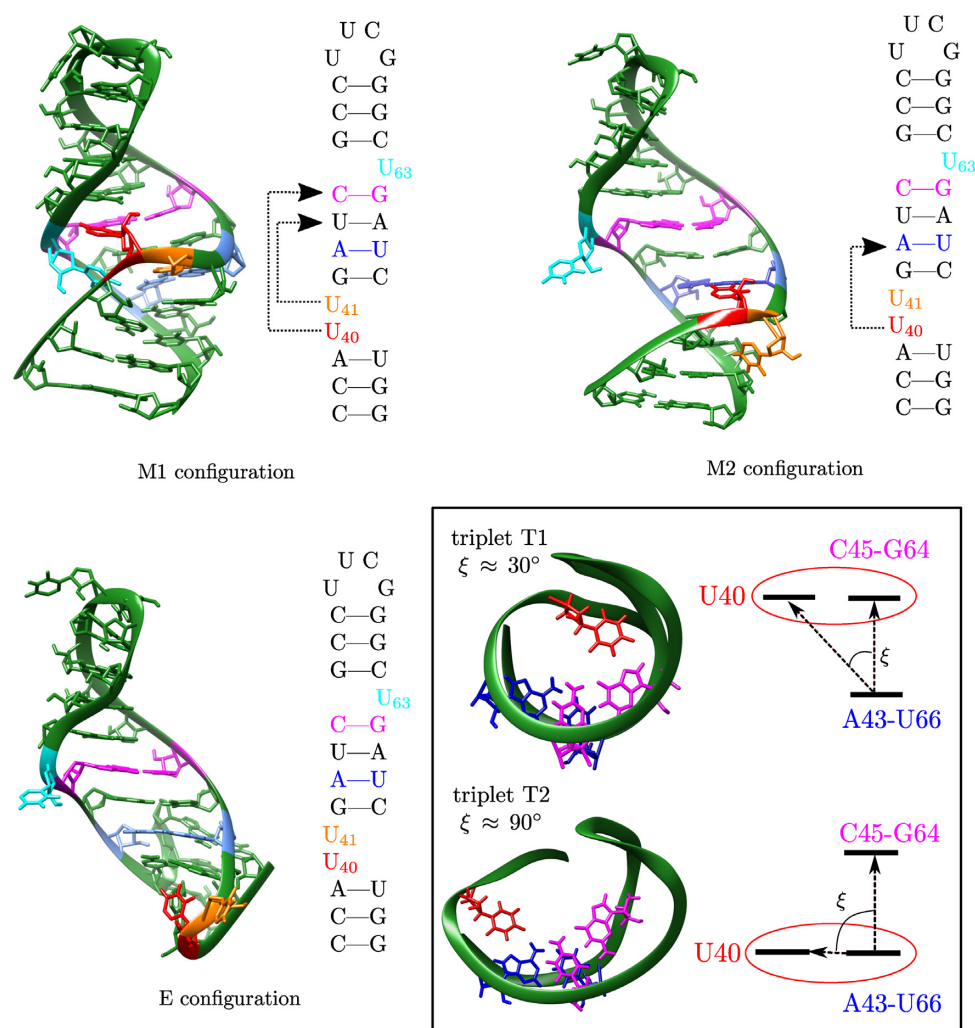 U C
U G
C—G
C—G
G—C
U63
C—G
U—A
A—U
G—C
U41
U40
A—U
C—G
C—G
M1 configuration
U C
U G
C—G
C—G
G—C
U63
C—G
U—A
A—U
G—C
U41
U40
A—U
C—G
C—G
M2 configuration
U C
U G
C—G
C—G
G—C
U63
C—G
U—A
A—U
G—C
U41
U40
A—U
C—G
C—G
E configuration
triplet T1
ξ ≈ 30°
C45-G64
U40
ξ
A43-U66
triplet T2
ξ ≈ 90°
C45-G64
ξ
U40
A43-U66